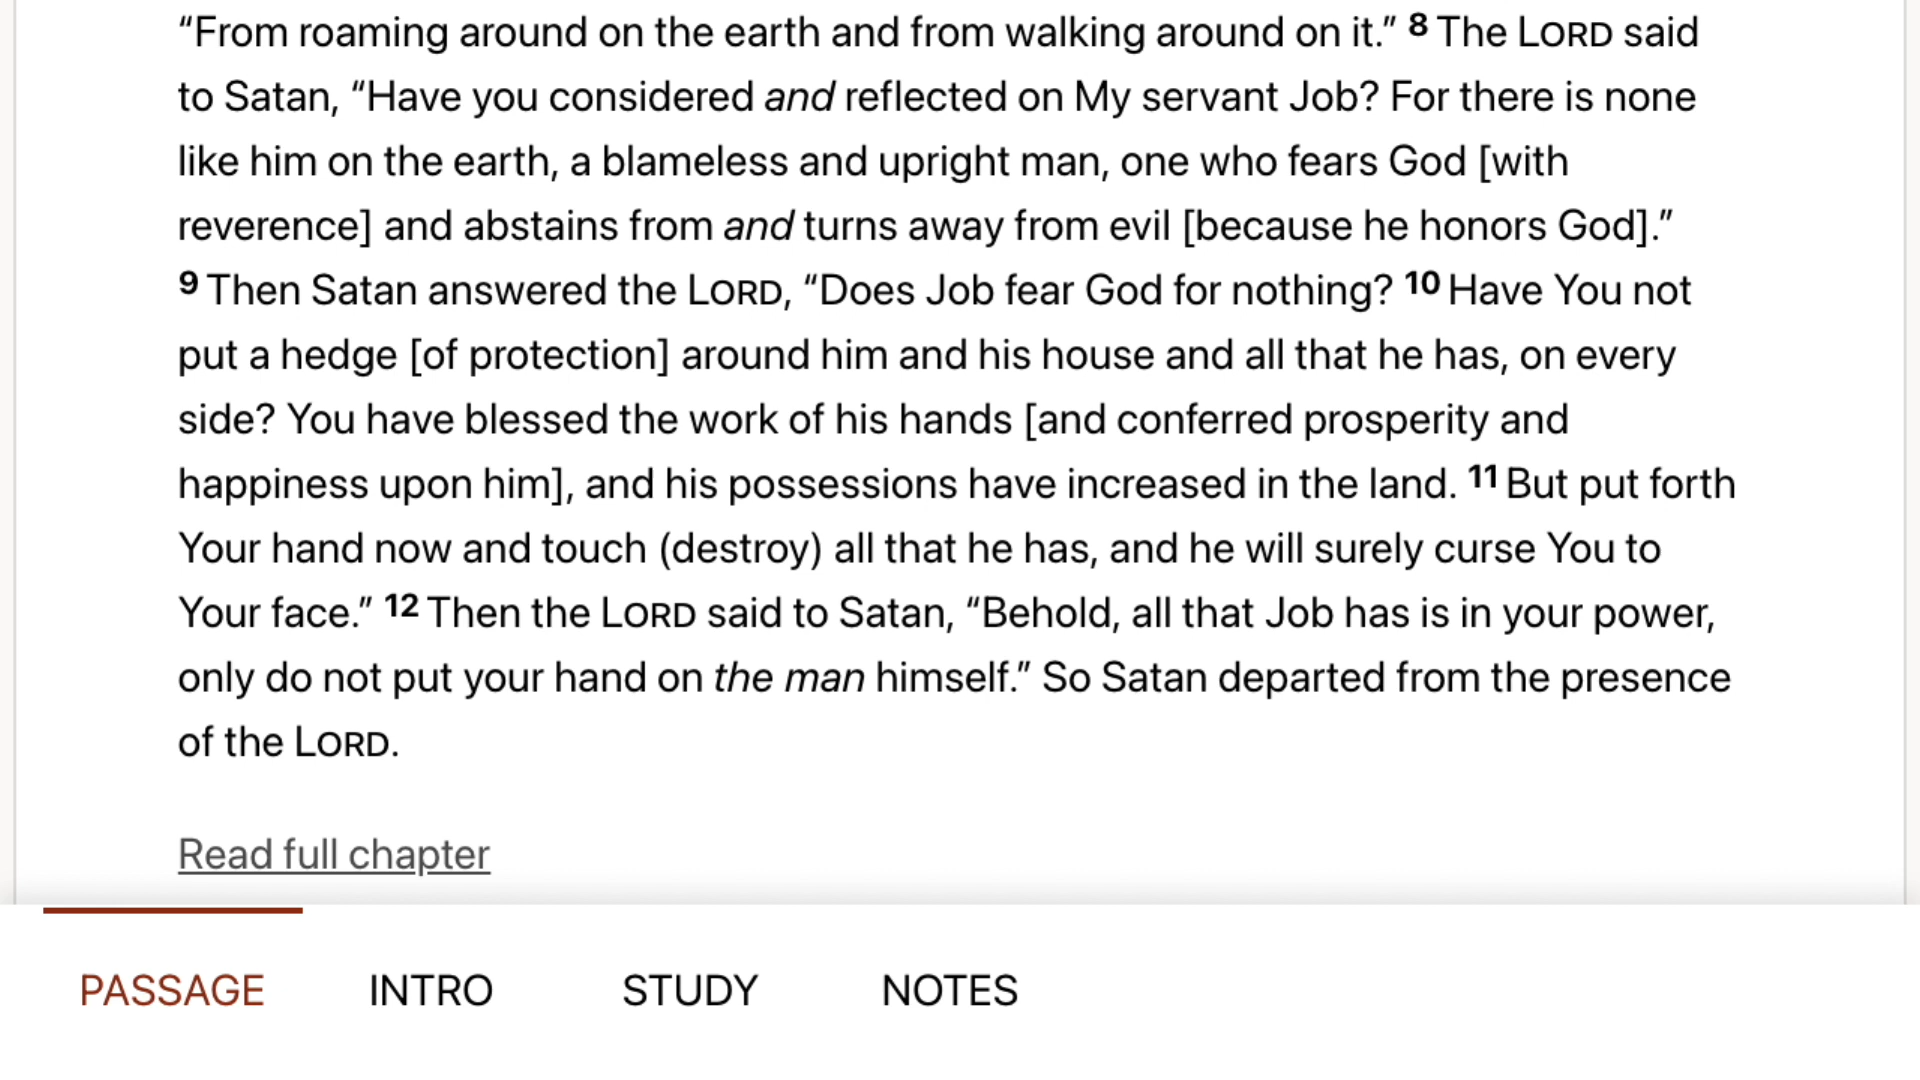 “From roaming around on the earth and from walking around on it.” 8 The LORD said
to Satan, “Have you considered and reflected on My servant Job? For there is none
like him on the earth, a blameless and upright man, one who fears God [with
reverence] and abstains from and turns away from evil [because he honors God].”
9 Then Satan answered the LORD, “Does Job fear God for nothing? 10 Have You not
put a hedge [of protection] around him and his house and all that he has, on every
side? You have blessed the work of his hands [and conferred prosperity and
happiness upon him], and his possessions have increased in the land. 11 But put forth
Your hand now and touch (destroy) all that he has, and he will surely curse You to
Your face.” 12 Then the LORD said to Satan, “Behold, all that Job has is in your power,
only do not put your hand on the man himself.” So Satan departed from the presence
of the LORD.
Read full chapter
PASSAGE INTRO STUDY NOTES